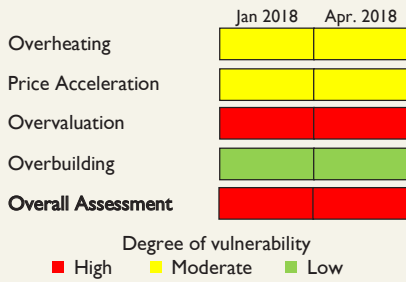 Jan 2018 Apr. 2018
Overheating
Price Acceleration
Overvaluation
Overbuilding
Overall Assessment
Degree of vulnerability
High Moderate Low